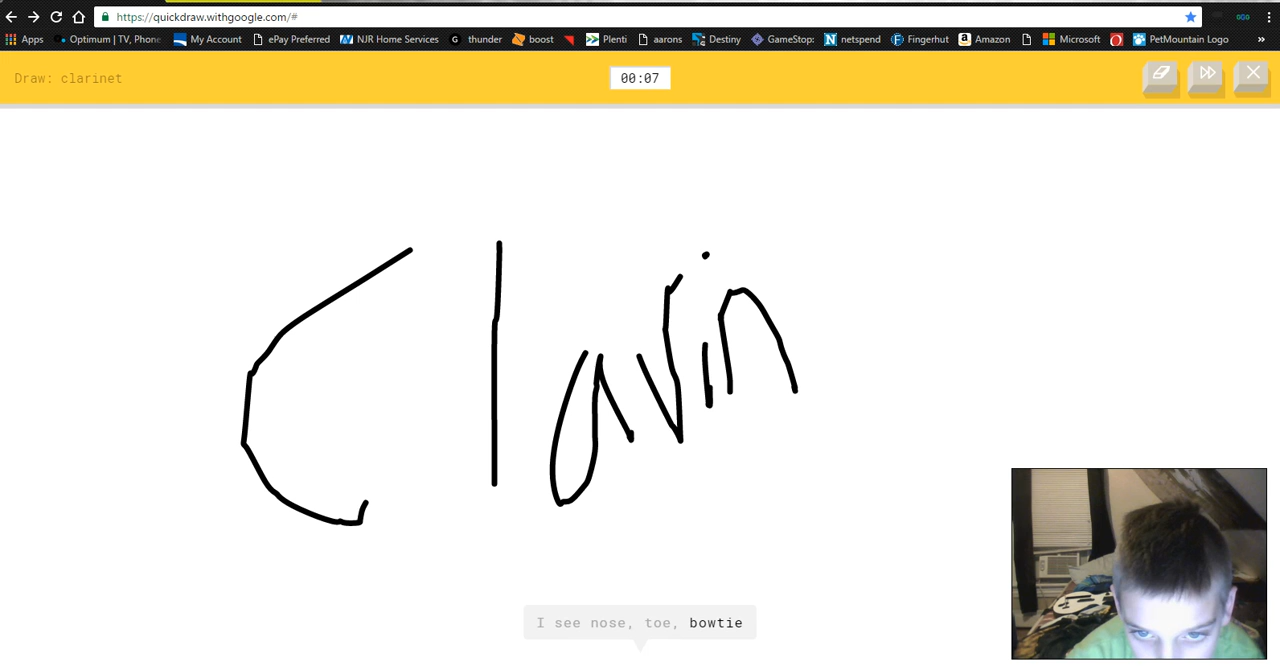 https://quickdraw.withgoogle.com/#
Apps Optimum | TV, Phone My Account ePay Preferred NJR Home Services thunder boost Plenti aarons Destiny GameStop: netspend Fingerhut Amazon Microsoft PetMountain Logo »
Draw: clarinet 00:07
Clarin
I see nose, toe, bowtie